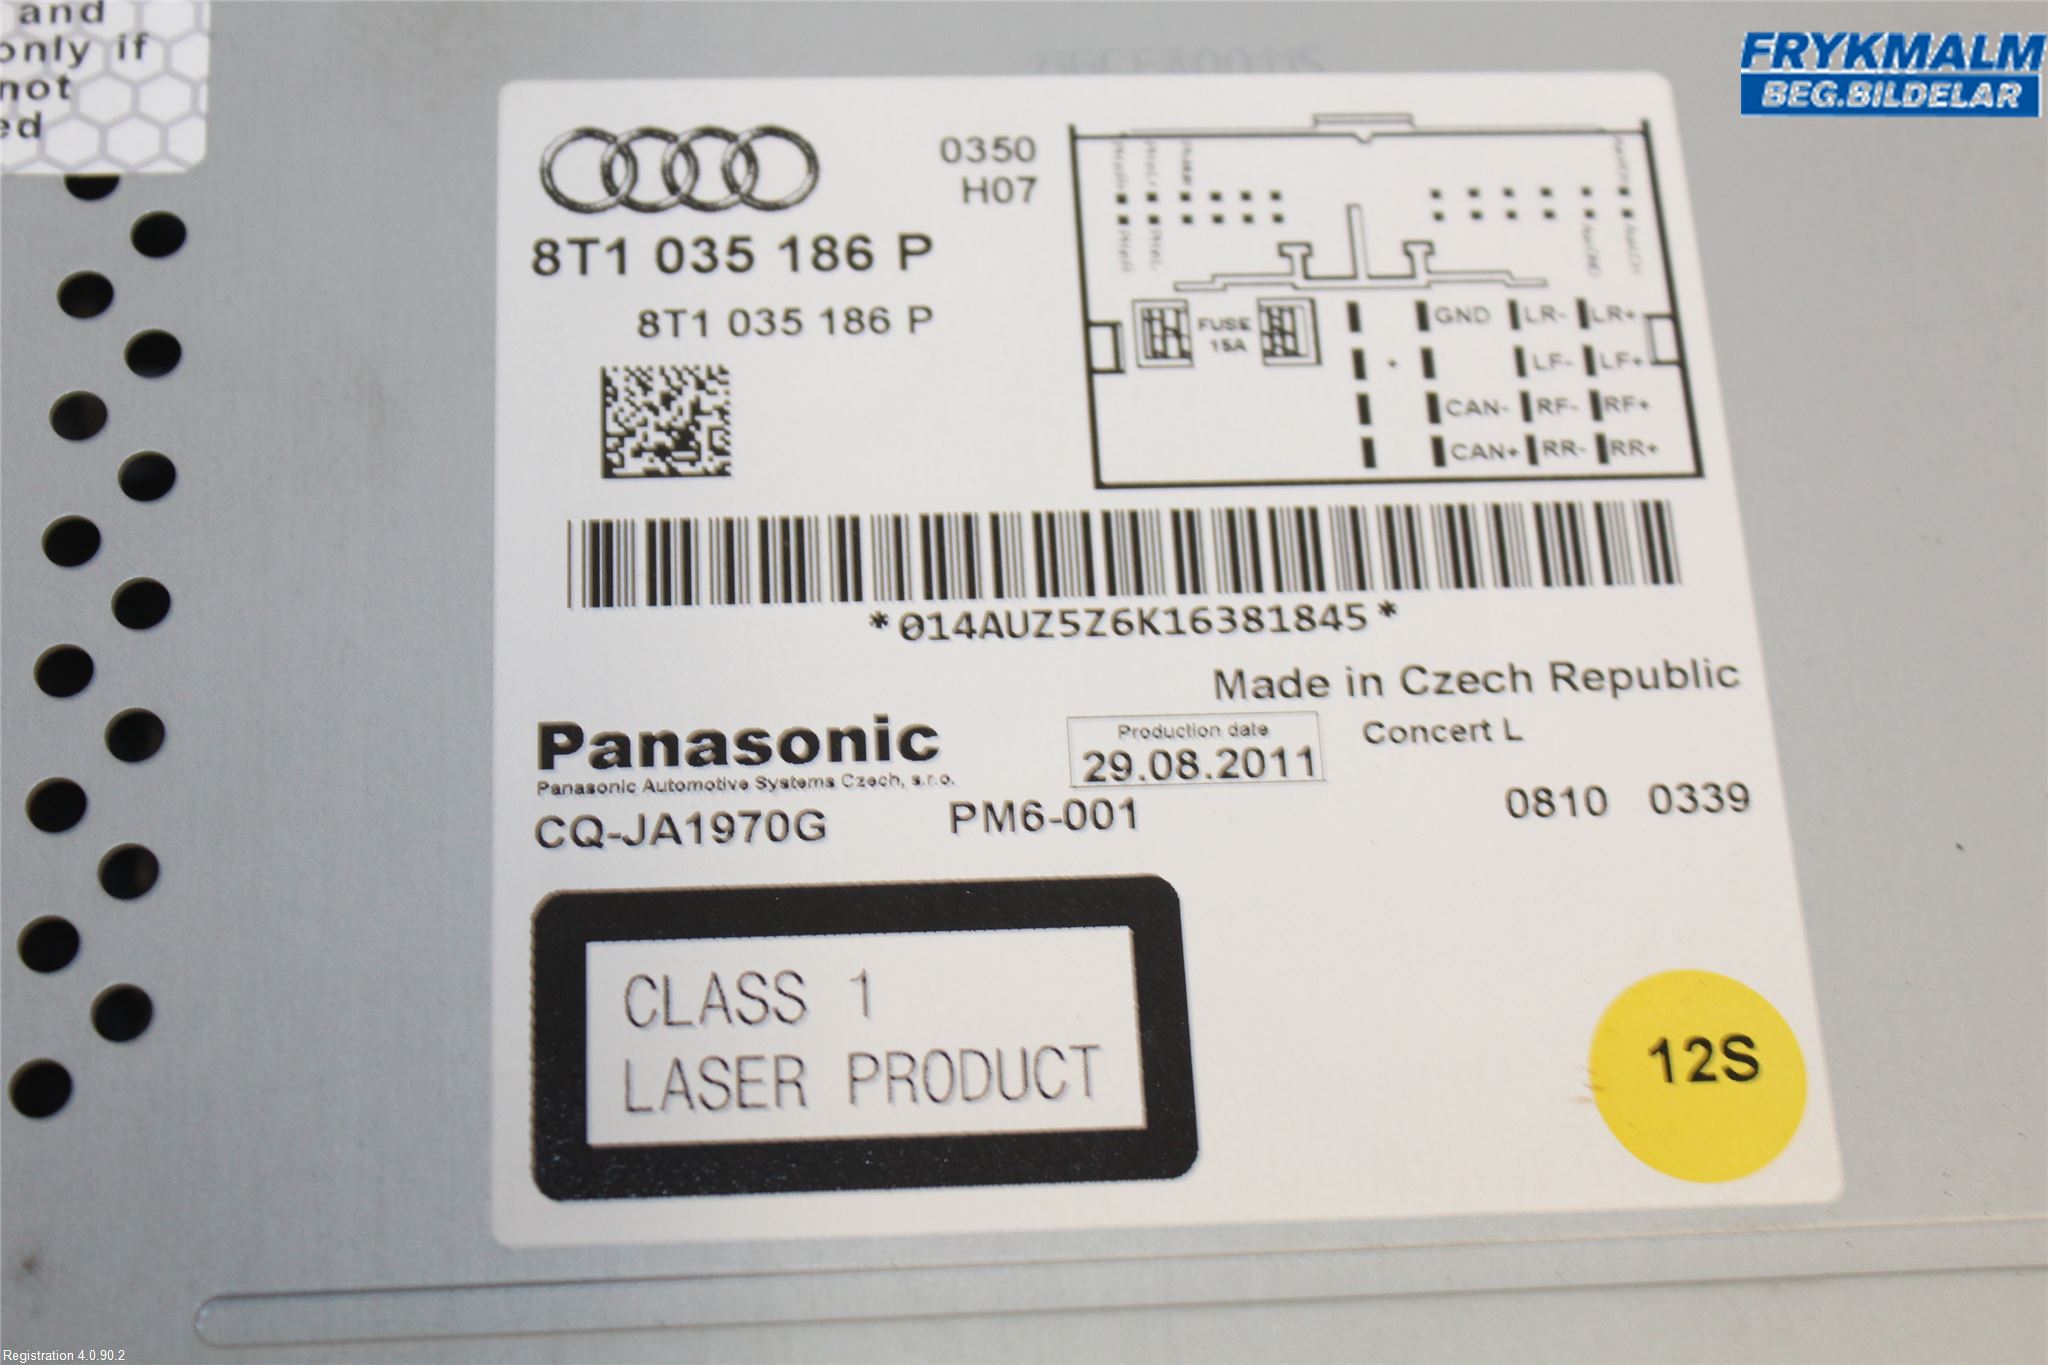 and
only if
not
ed
FRYKMALM
BEG.BILDELAR
0350
H07
8T1 035 186 P
8T1 035 186 P
FUSE
15A
GND LR- LR+
+ LF- LF+
CAN- RF- RF+
CAN+ RR- RR+
*014AUZ5Z6K16381845*
Made in Czech Republic
Panasonic
Panasonic Automotive Systems Czech, s.r.o.
Production date
29.08.2011
Concert L
CQ-JA1970G PM6-001
0810 0339
CLASS 1
LASER PRODUCT
12S
Registration 4.0.90.2